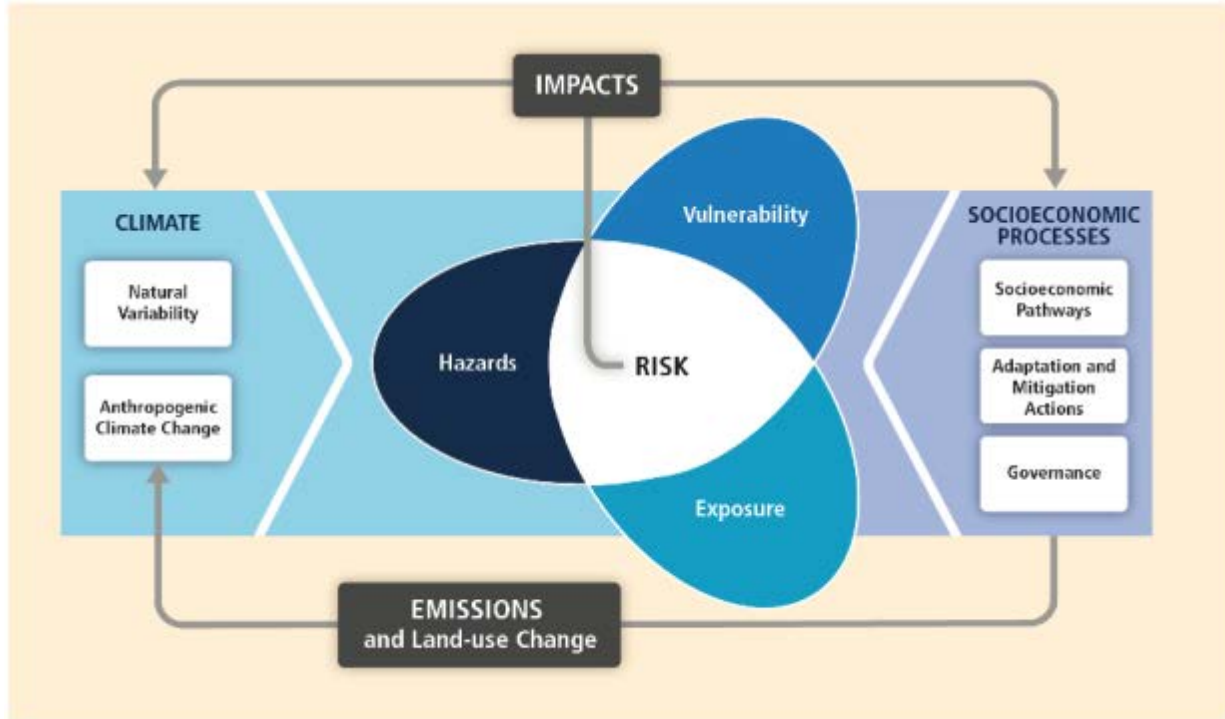 IMPACTS
CLIMATE
Natural
Variability
Anthropogenic
Climate Change
Vulnerability
Hazards
RISK
Exposure
SOCIOECONOMIC
PROCESSES
Socioeconomic
Pathways
Adaptation and
Mitigation
Actions
Governance
EMISSIONS
and Land-use Change